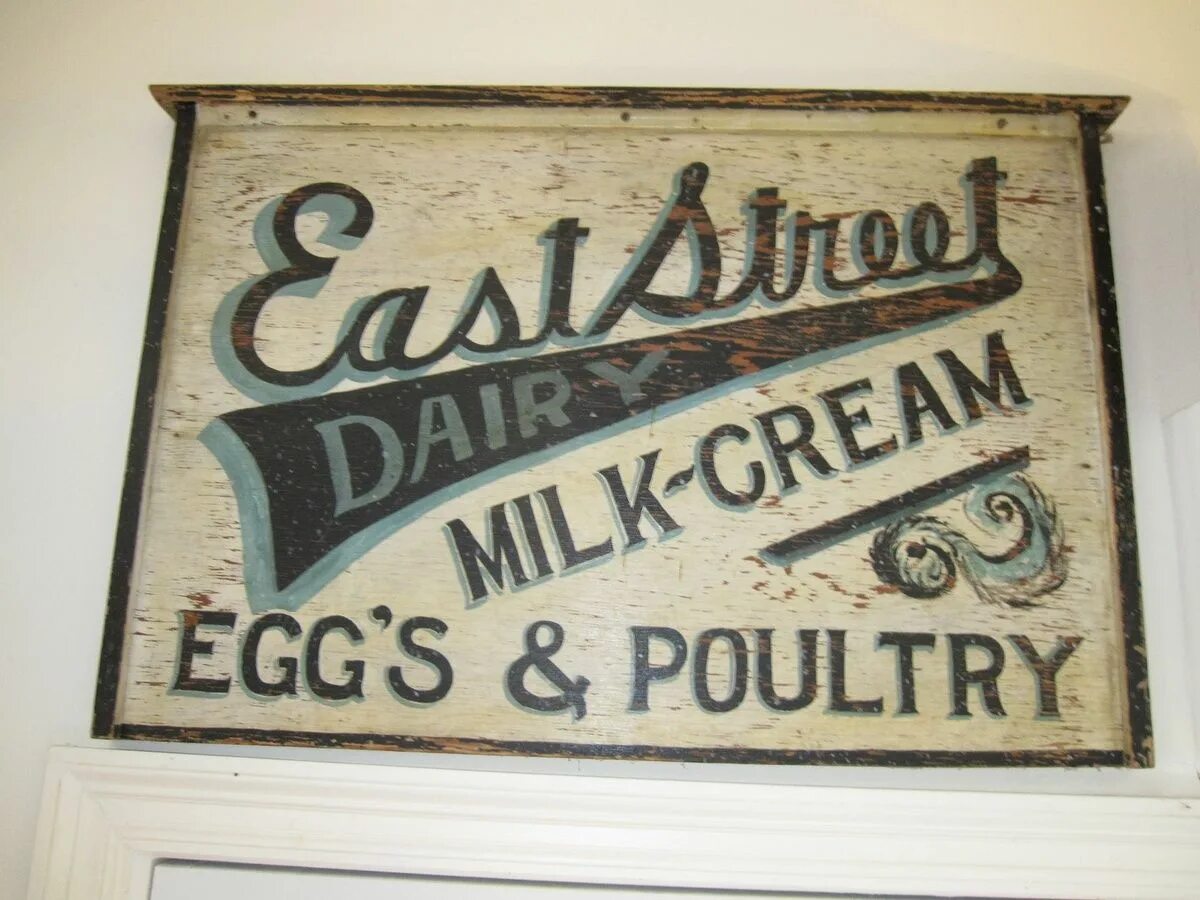 East Street
DAIRY
MILK-CREAM
EGG'S & POULTRY